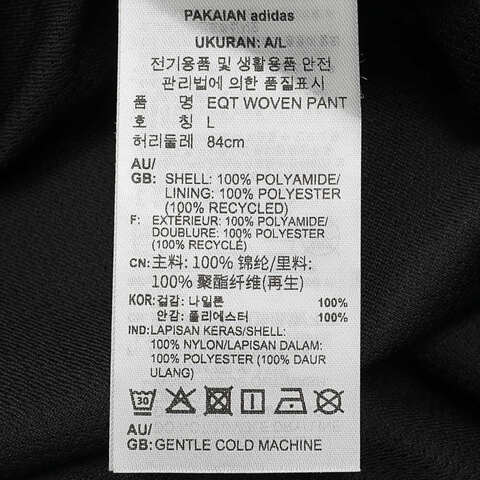 PAKAIAN adidas
UKURAN: A/L
전기용품 및 생활용품 안전
관리법에 의한 품질표시
품 명 EQT WOVEN PANT
호 칭 L
허리둘레 84cm
AU/
GB: SHELL: 100% POLYAMIDE/
LINING: 100% POLYESTER
(100% RECYCLED)
F: EXTÉRIEUR: 100% POLYAMIDE/
DOUBLURE: 100% POLYESTER
(100% RECYCLÉ)
CN: 主料: 100% 锦纶/里料:
100% 聚酯纤维(再生)
KOR: 겉감: 나일론 100%
안감: 폴리에스터 100%
IND: LAPISAN KERAS/SHELL:
100% NYLON/LAPISAN DALAM:
100% POLYESTER (100% DAUR
ULANG)
30
AU/
GB: GENTLE COLD MACHINE